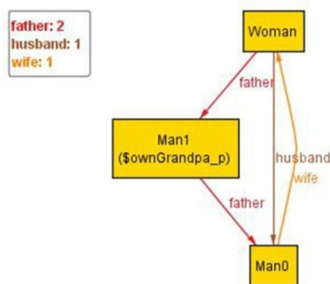 father: 2
husband: 1
wife: 1
Woman
father
Man1
($ownGrandpa_p)
husband
wife
father
Man0